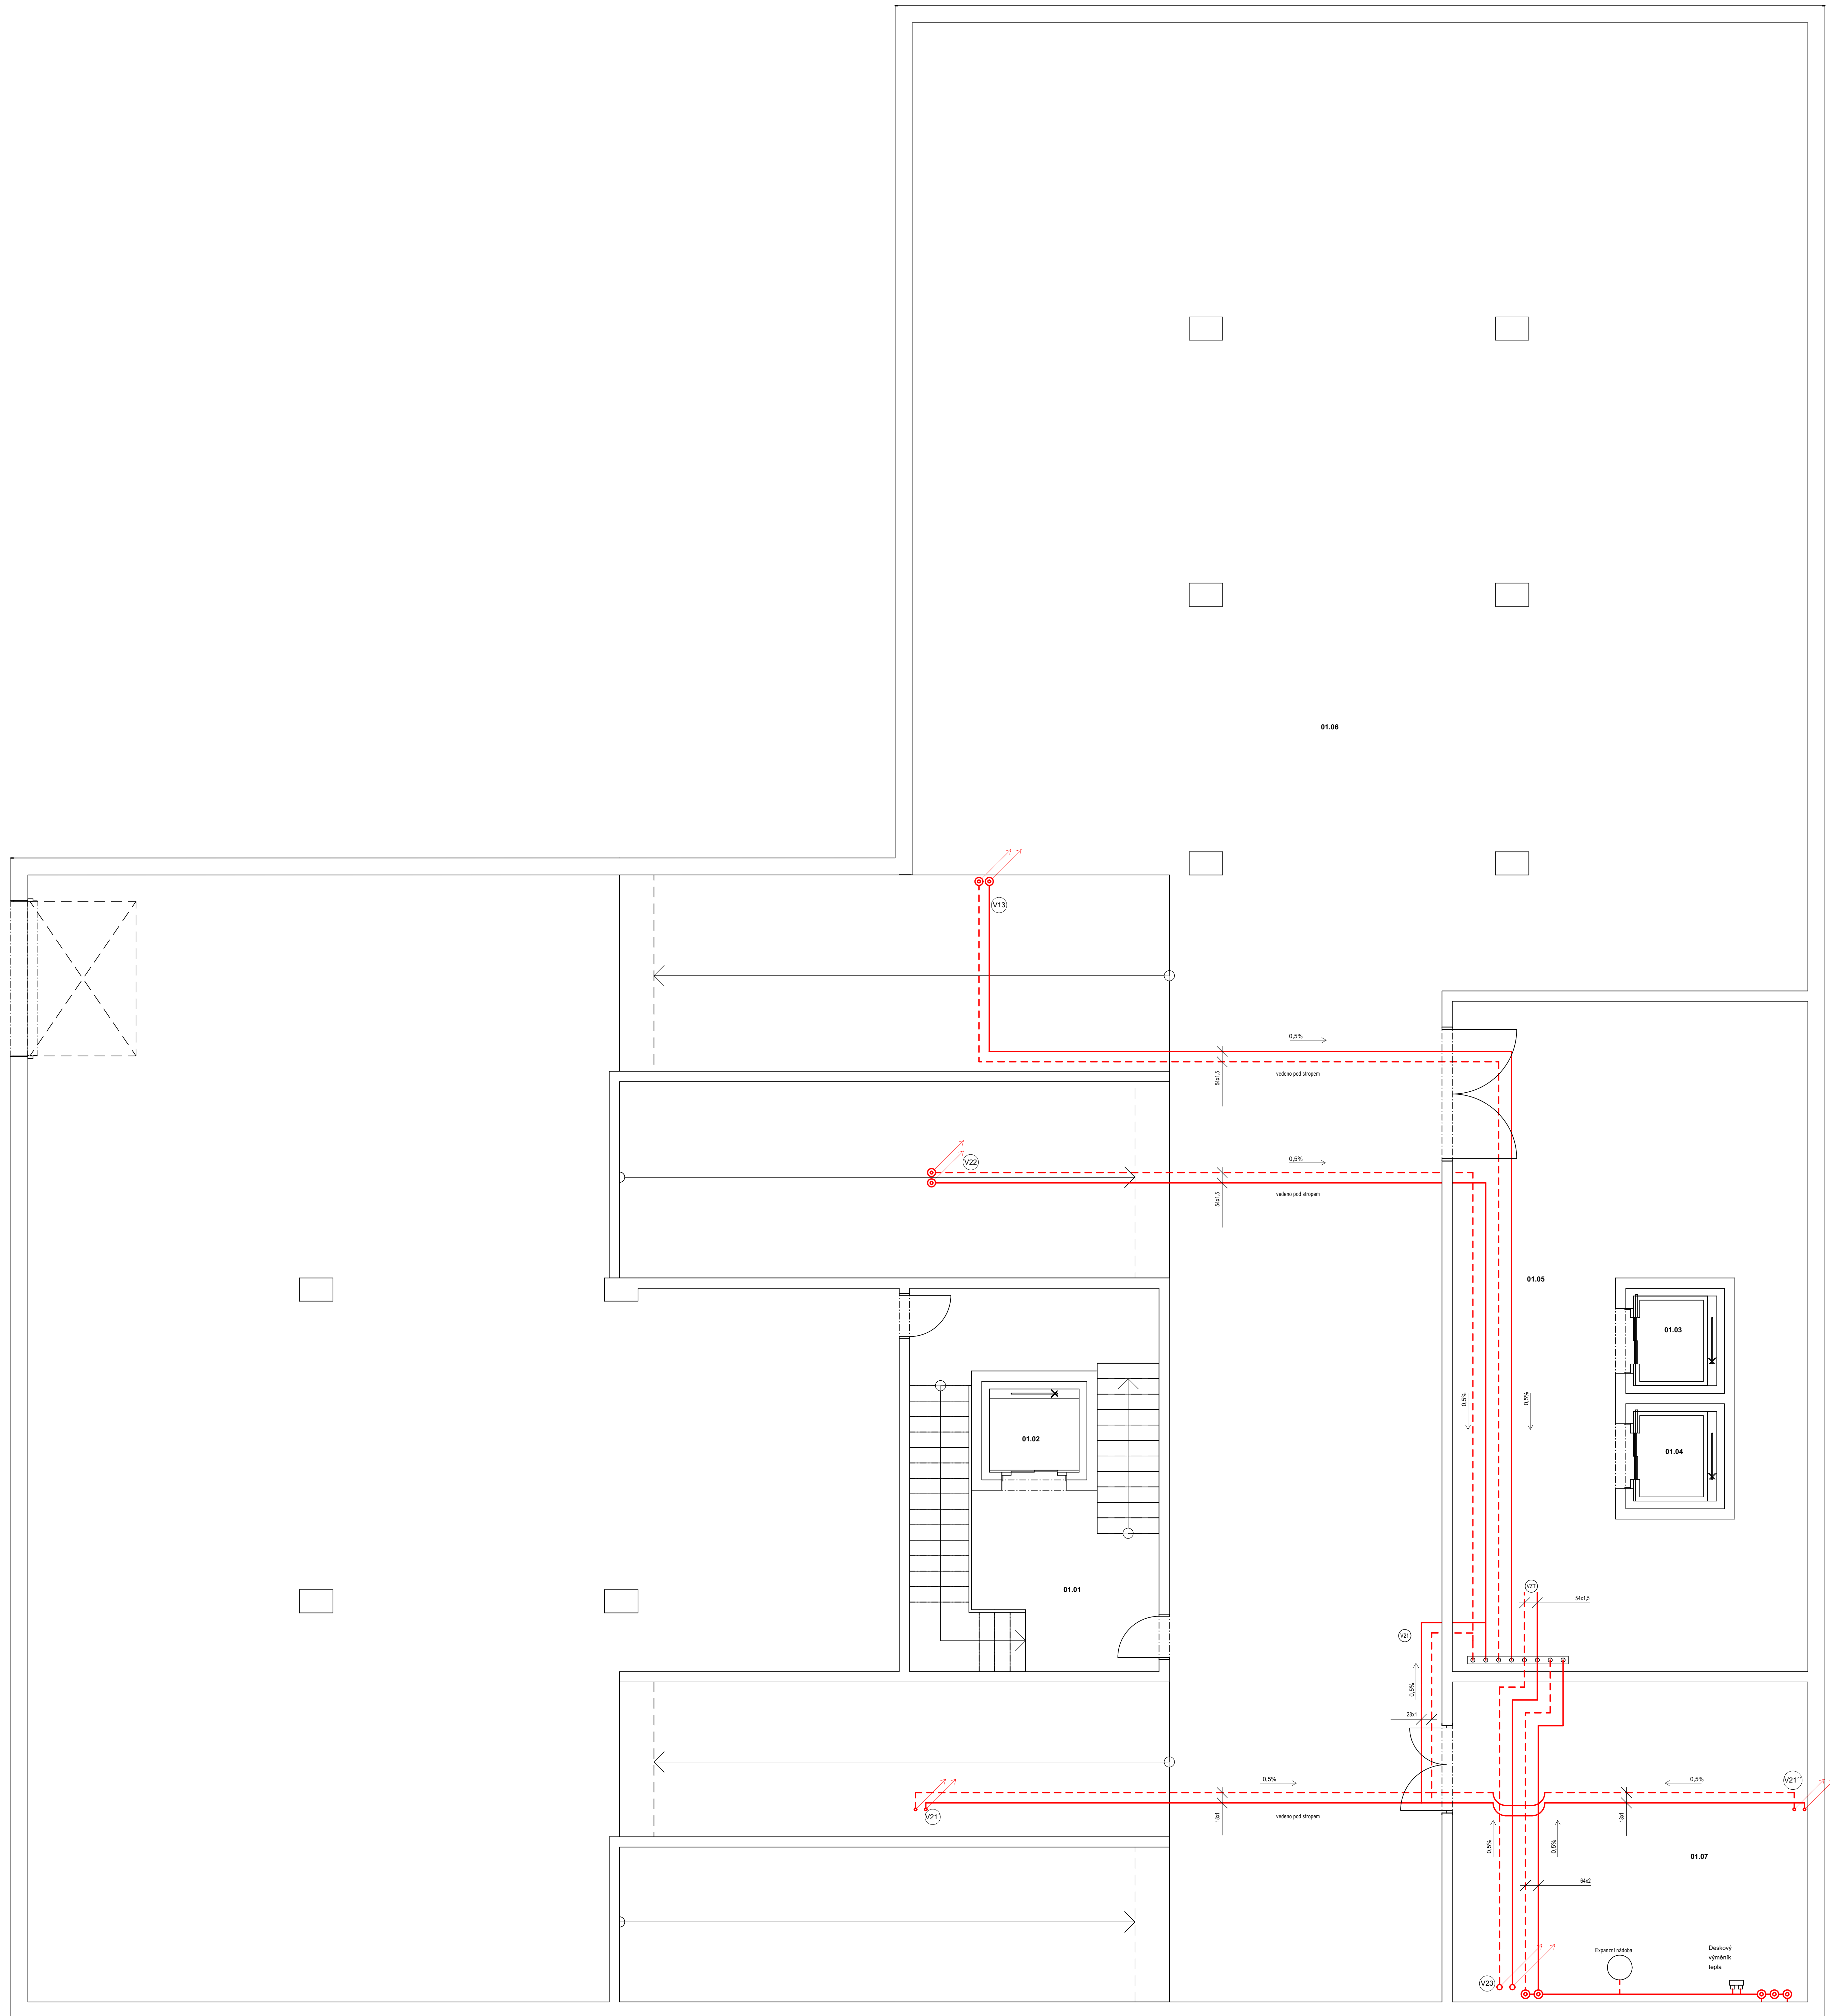 01.06
V13
0,5%
54x1,5
vedeno pod stropem
V22
0,5%
54x1,5
vedeno pod stropem
01.05
01.03
0,5%
0,5%
01.02
01.04
01.01
VZT
54x1,5
V21
0,5%
28x1
0,5%
V21'
18x1
vedeno pod stropem
0,5%
V21''
18x1
0,5%
0,5%
01.07
64x2
Expanzní nádoba
Deskový
výměník
tepla
V23